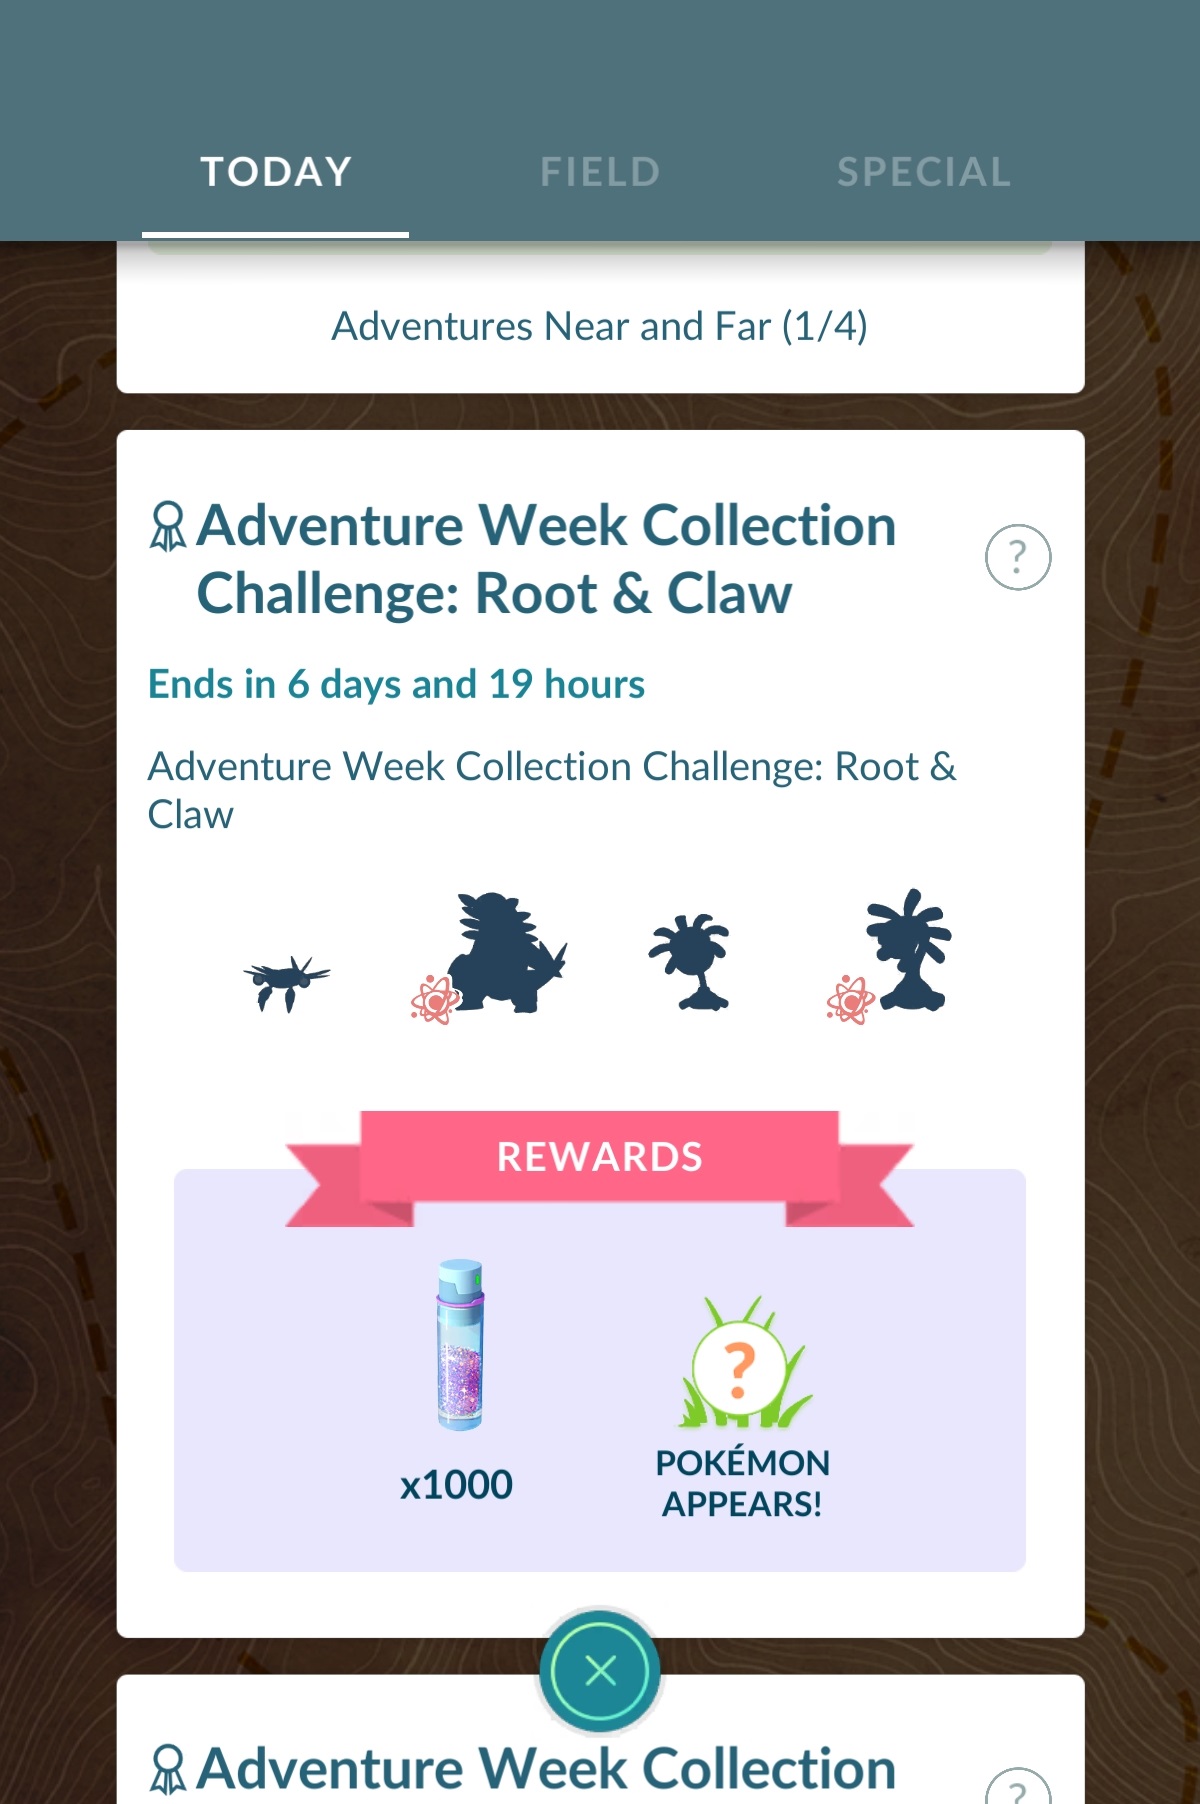 TODAY
FIELD
SPECIAL
Adventures Near and Far (1/4)
Adventure Week Collection
Challenge: Root & Claw
?
Ends in 6 days and 19 hours
Adventure Week Collection Challenge: Root &
Claw
REWARDS
?
x1000
POKÉMON
APPEARS!
Adventure Week Collection
?